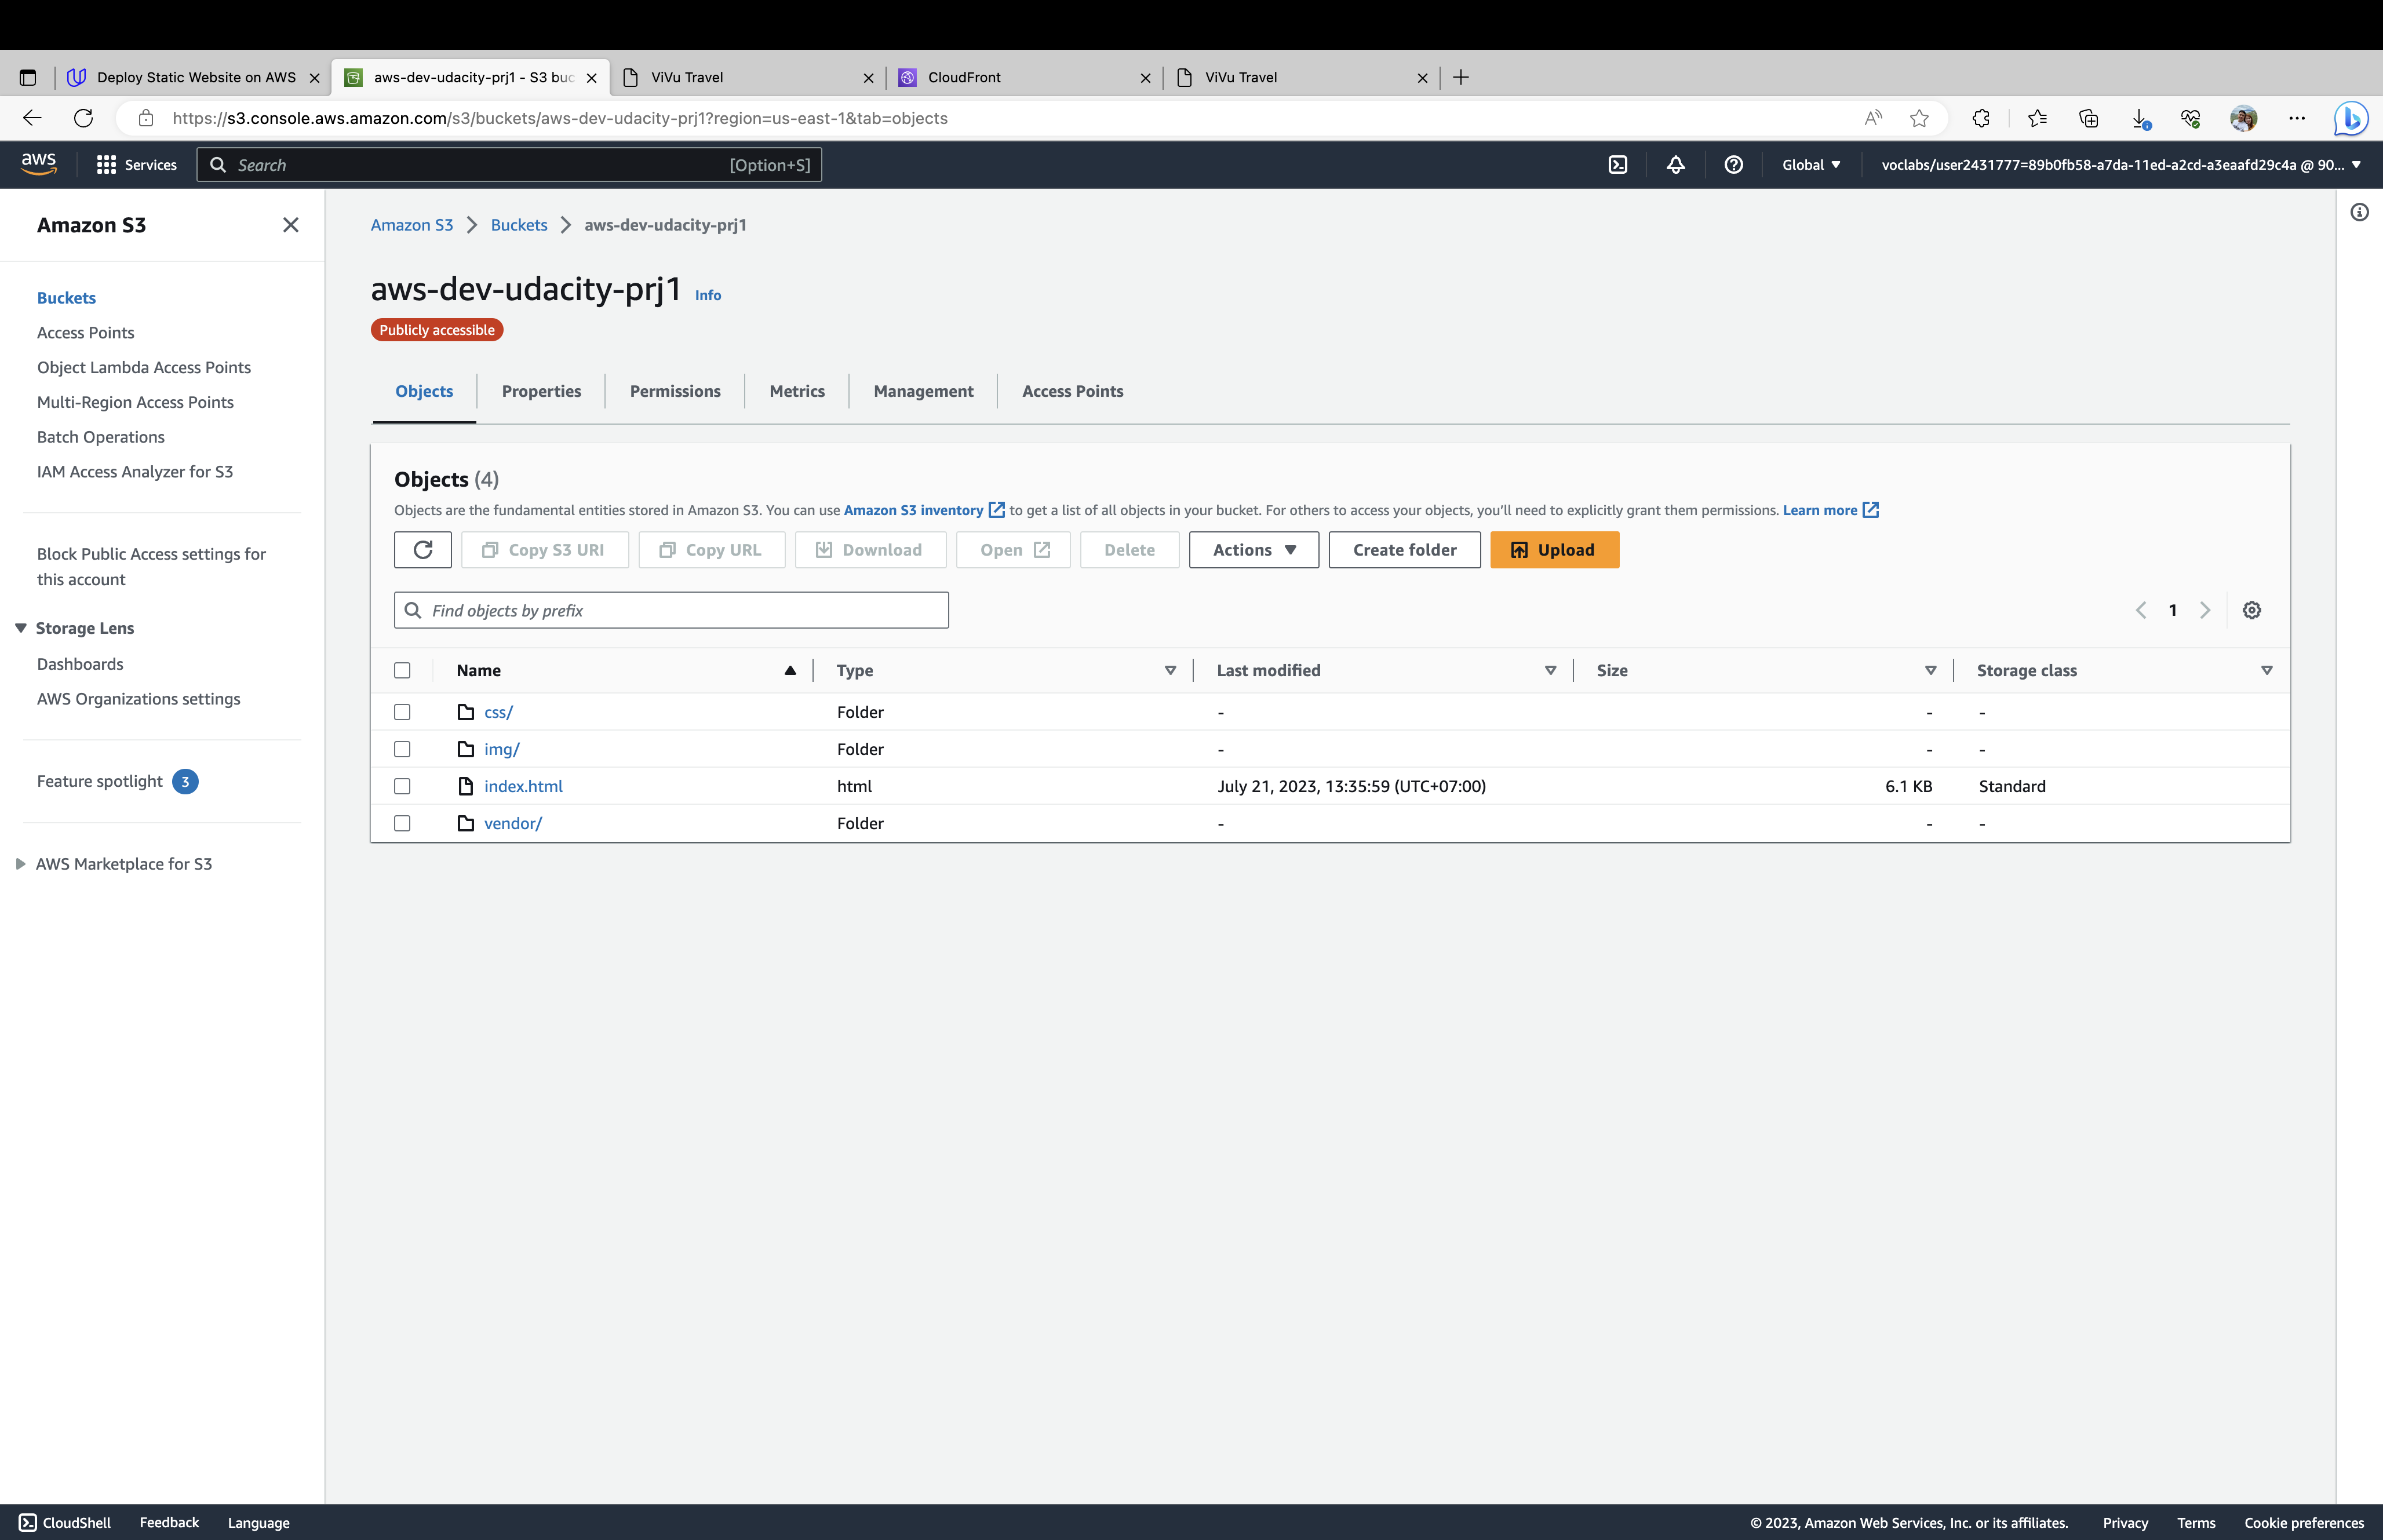 Deploy Static Website on AWS
aws-dev-udacity-prj1 - S3 buc
ViVu Travel
CloudFront
ViVu Travel
https://s3.console.aws.amazon.com/s3/buckets/aws-dev-udacity-prj1?region=us-east-1&tab=objects
aws
Services
Search
[Option+S]
Global
voclabs/user2431777=89b0fb58-a7da-11ed-a2cd-a3eaafd29c4a @ 90...
Amazon S3
Buckets
Access Points
Object Lambda Access Points
Multi-Region Access Points
Batch Operations
IAM Access Analyzer for S3
Block Public Access settings for
this account
Storage Lens
Dashboards
AWS Organizations settings
Feature spotlight 3
AWS Marketplace for S3
Amazon S3 > Buckets > aws-dev-udacity-prj1
aws-dev-udacity-prj1 Info
Publicly accessible
Objects Properties Permissions Metrics Management Access Points
Objects (4)
Objects are the fundamental entities stored in Amazon S3. You can use Amazon S3 inventory to get a list of all objects in your bucket. For others to access your objects, you'll need to explicitly grant them permissions. Learn more
Copy S3 URI Copy URL Download Open Delete Actions Create folder Upload
Find objects by prefix
1
Name Type Last modified Size Storage class
css/ Folder - - -
img/ Folder - - -
index.html html July 21, 2023, 13:35:59 (UTC+07:00) 6.1 KB Standard
vendor/ Folder - - -
CloudShell Feedback Language
© 2023, Amazon Web Services, Inc. or its affiliates. Privacy Terms Cookie preferences